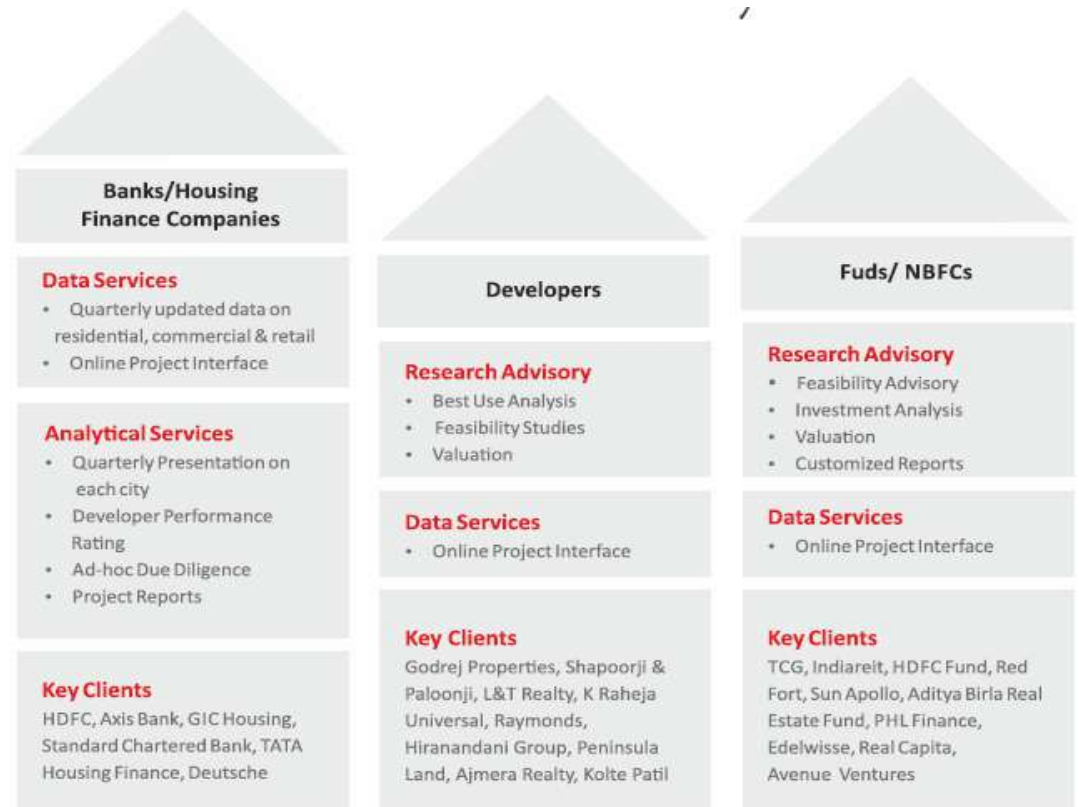 Banks/Housing
Finance Companies
Data Services
• Quarterly updated data on
residential, commercial & retail
• Online Project Interface
Analytical Services
• Quarterly Presentation on
each city
• Developer Performance
Rating
• Ad-hoc Due Diligence
• Project Reports
Key Clients
HDFC, Axis Bank, GIC Housing,
Standard Chartered Bank, TATA
Housing Finance, Deutsche
Developers
Research Advisory
• Best Use Analysis
• Feasibility Studies
• Valuation
Data Services
• Online Project Interface
Key Clients
Godrej Properties, Shapoorji &
Paloonji, L&T Realty, K Raheja
Universal, Raymonds,
Hiranandani Group, Peninsula
Land, Ajmera Realty, Kolte Patil
Fuds/ NBFCs
Research Advisory
• Feasibility Advisory
• Investment Analysis
• Valuation
• Customized Reports
Data Services
• Online Project Interface
Key Clients
TCG, Indiareit, HDFC Fund, Red
Fort, Sun Apollo, Aditya Birla Real
Estate Fund, PHL Finance,
Edelwisse, Real Capita,
Avenue Ventures